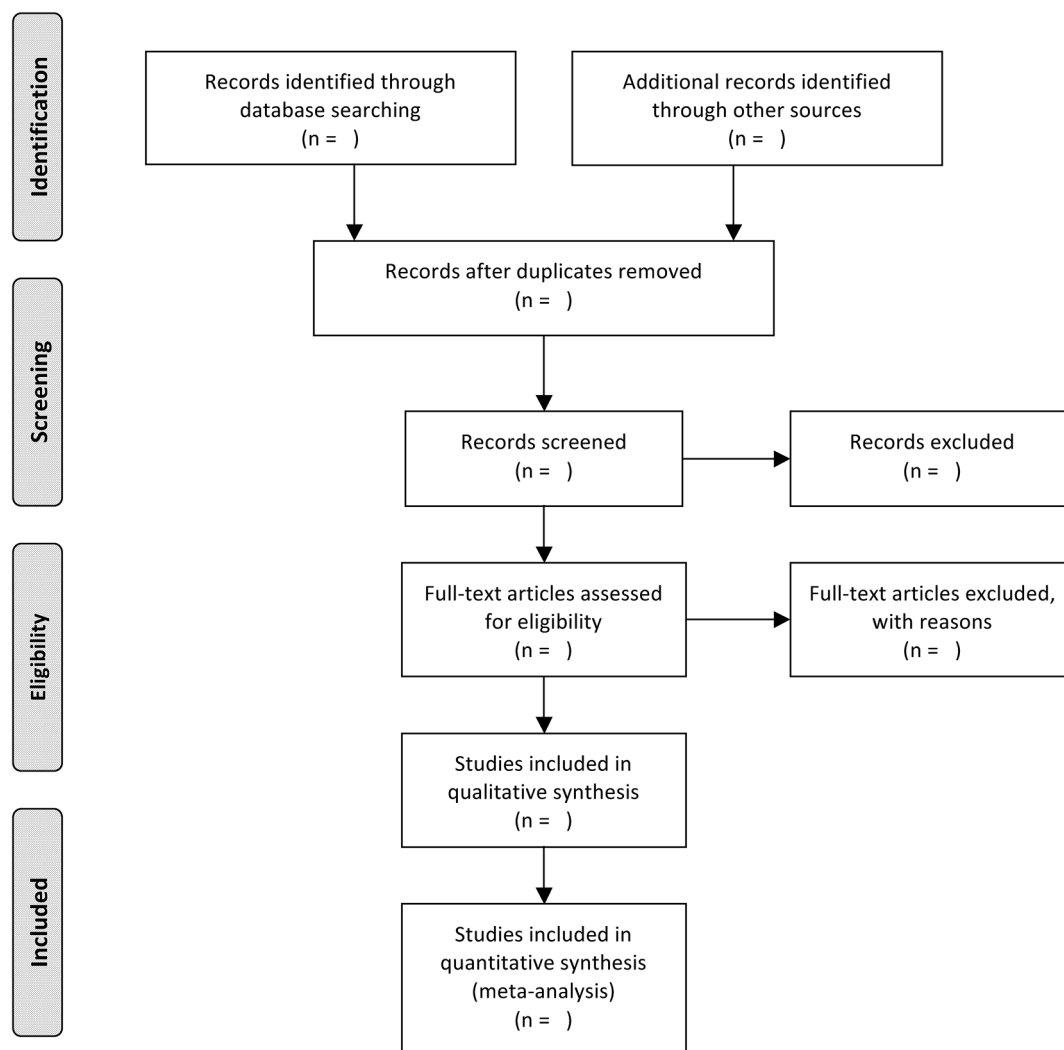 Identification
Records identified through
database searching
(n =   )
Additional records identified
through other sources
(n =   )
Records after duplicates removed
(n =   )
Screening
Records screened
(n =   )
Records excluded
(n =   )
Eligibility
Full-text articles assessed
for eligibility
(n =   )
Full-text articles excluded,
with reasons
(n =   )
Studies included in
qualitative synthesis
(n =   )
Included
Studies included in
quantitative synthesis
(meta-analysis)
(n =   )